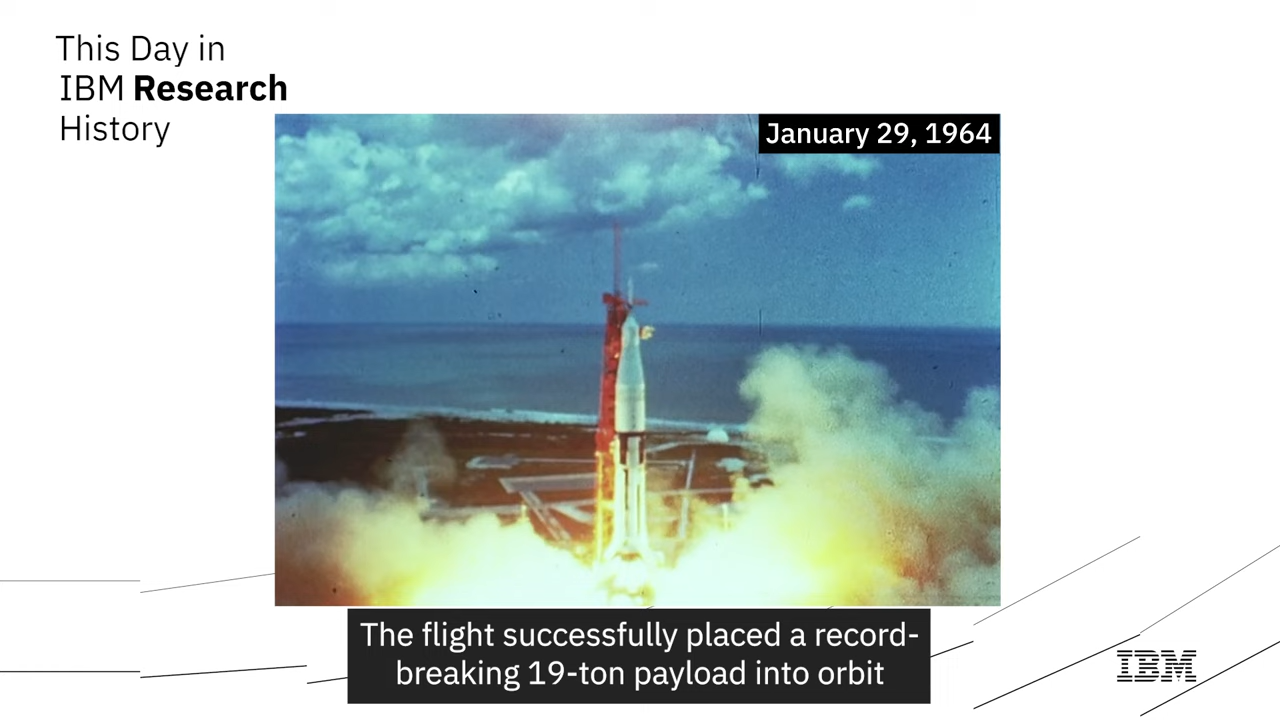 This Day in
IBM Research
History
January 29, 1964
The flight successfully placed a record-
breaking 19-ton payload into orbit
IBM